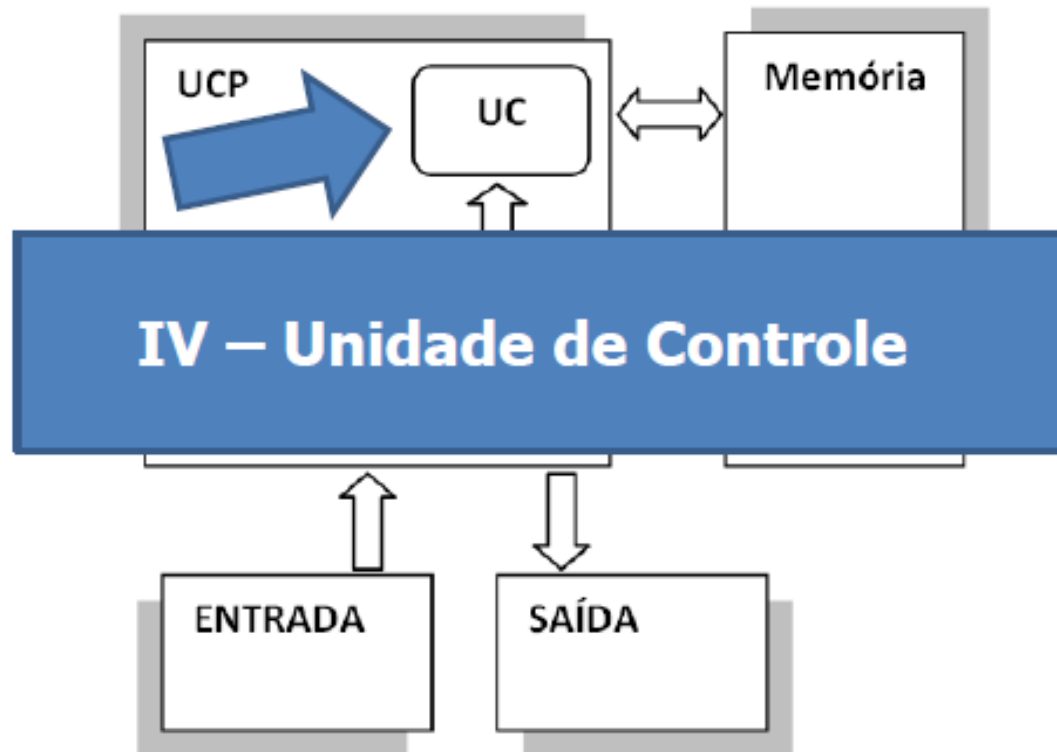 UCP
UC
Memória
IV – Unidade de Controle
ENTRADA
SAÍDA